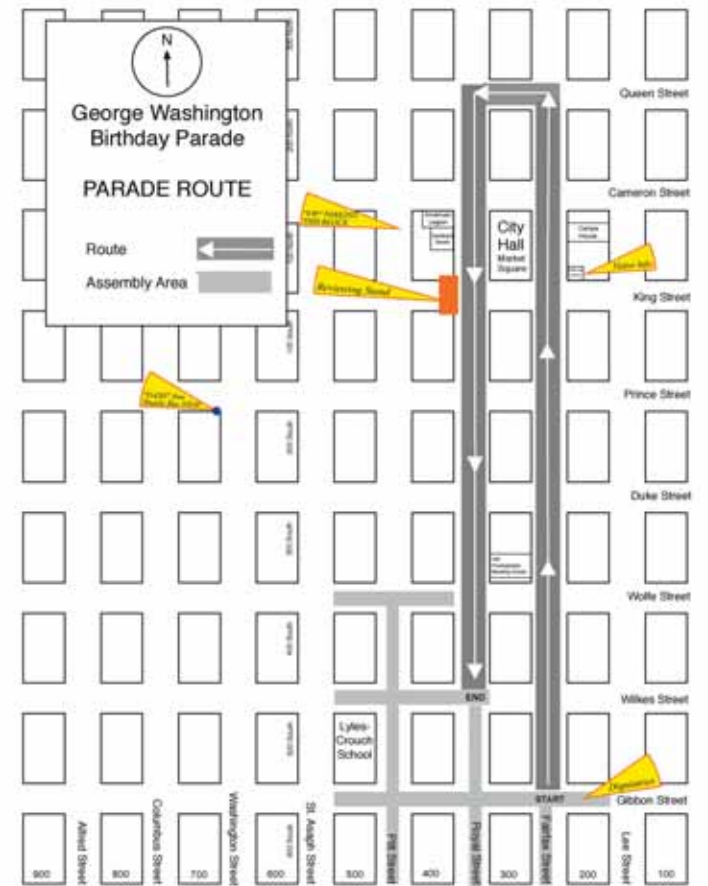 N
George Washington
Birthday Parade
PARADE ROUTE
Route
Assembly Area
Queen Street
Cameron Street
City
Hall
Market
Square
King Street
Reviewing Stand
Prince Street
Duke Street
Wolfe Street
END
Wilkes Street
Lyles-
Crouch
School
Dignitaries
START
Gibbon Street
Alfred Street
Columbus Street
Washington Street
St. Asaph Street
Pitt Street
Royal Street
Fairfax Street
Lee Street
900
800
700
600
500
400
300
200
100